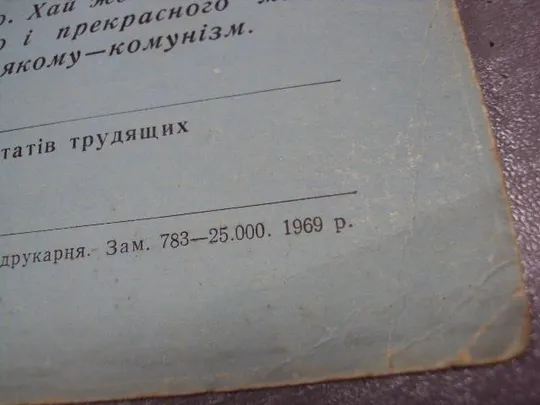 р. Хай
о і прекрасного
якому—комунізм.
татів трудящих
друкарня. Зам. 783—25.000. 1969 р.